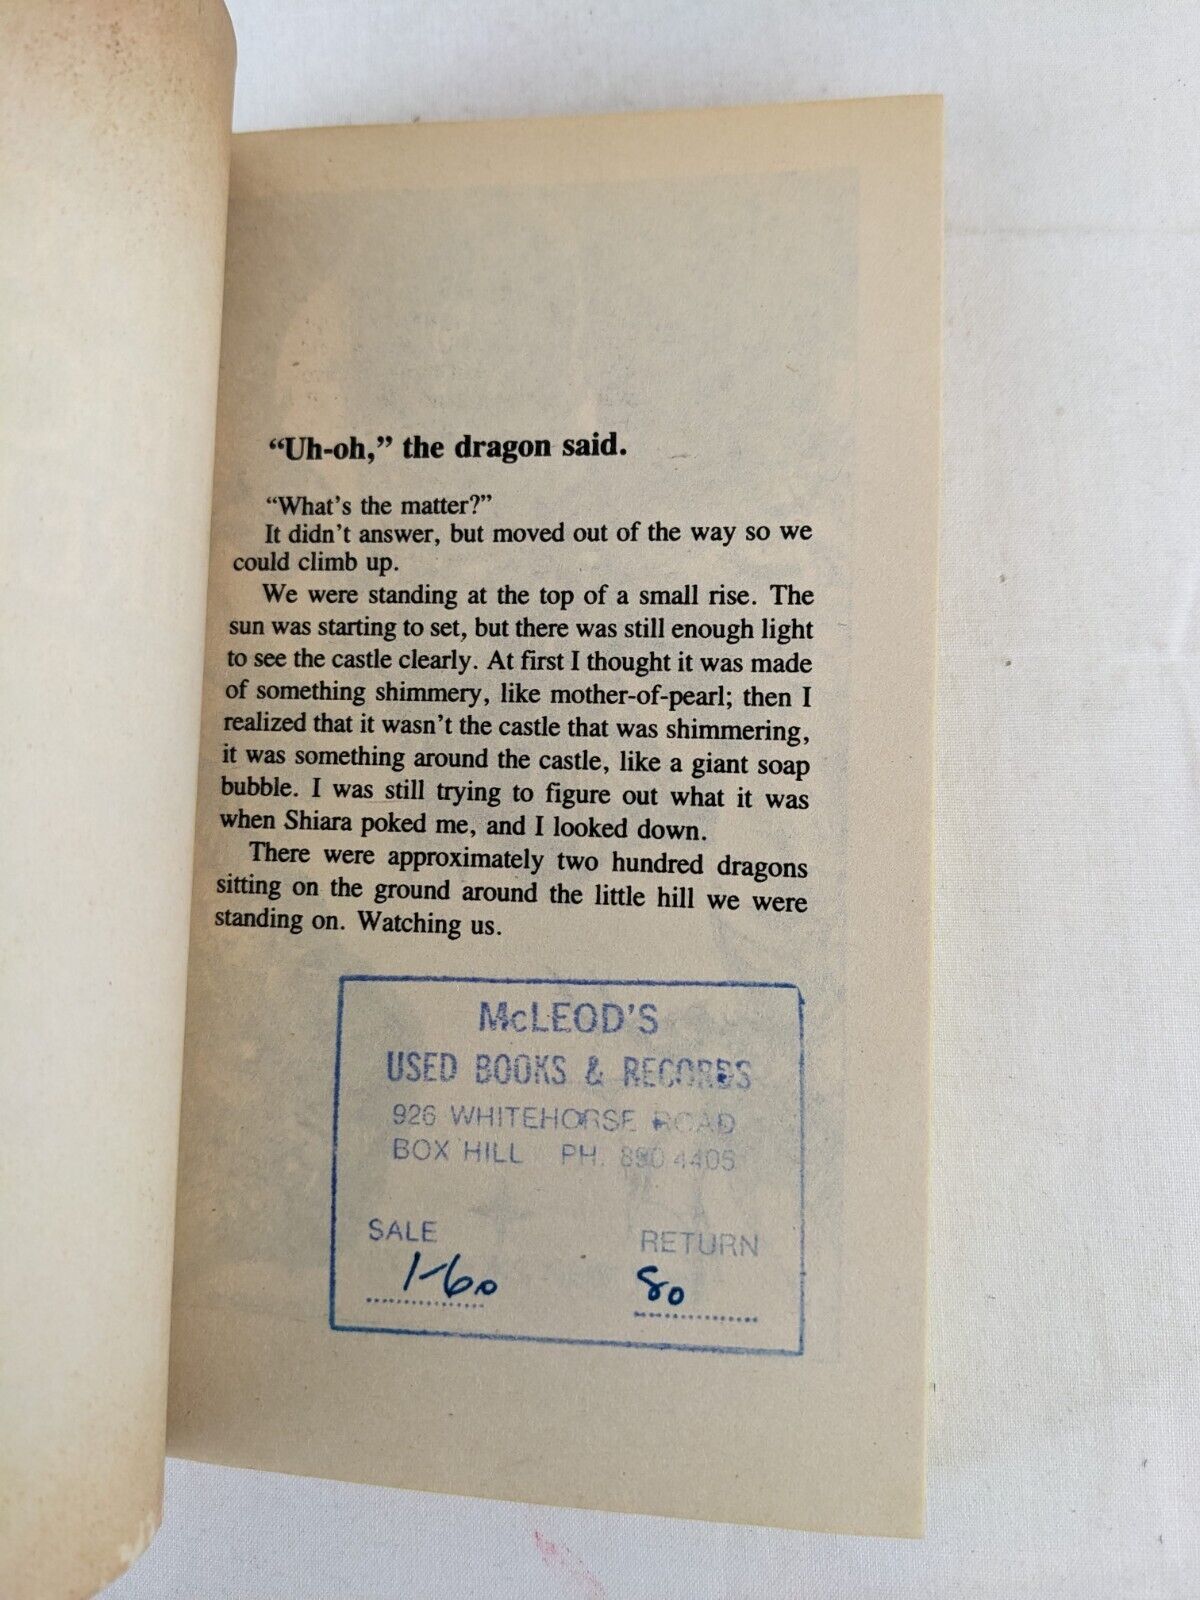 “Uh-oh,” the dragon said.
“What’s the matter?”
It didn’t answer, but moved out of the way so we
could climb up.
We were standing at the top of a small rise. The
sun was starting to set, but there was still enough light
to see the castle clearly. At first I thought it was made
of something shimmery, like mother-of-pearl; then I
realized that it wasn’t the castle that was shimmering,
it was something around the castle, like a giant soap
bubble. I was still trying to figure out what it was
when Shiara poked me, and I looked down.
There were approximately two hundred dragons
sitting on the ground around the little hill we were
standing on. Watching us.
McLEOD'S
USED BOOKS & RECORDS
926 WHITEHORSE ROAD
BOX HILL PH. 890 4405
SALE RETURN
1-60 80